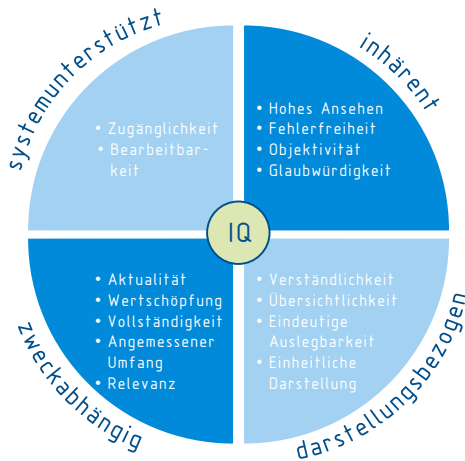 systemunterstützt
• Zugänglichkeit
• Bearbeitbar-
keit
inhärent
• Hohes Ansehen
• Fehlerfreiheit
• Objektivität
• Glaubwürdigkeit
IQ
zweckabhängig
• Aktualität
• Wertschöpfung
• Vollständigkeit
• Angemessener
Umfang
• Relevanz
darstellungsbezogen
• Verständlichkeit
• Übersichtlichkeit
• Eindeutige
Auslegbarkeit
• Einheitliche
Darstellung